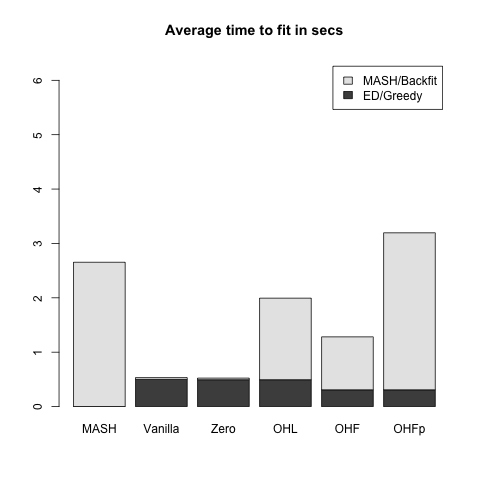 Average time to fit in secs
MASH/Backfit
ED/Greedy
6
5
4
3
2
1
0
MASH Vanilla Zero OHL OHF OHFp